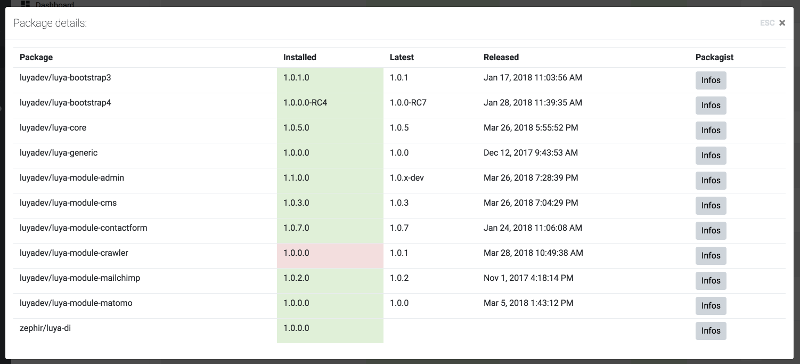 Dashboard
Package details: ESC ×
Package Installed Latest Released Packagist
luyadev/luya-bootstrap3 1.0.1.0 1.0.1 Jan 17, 2018 11:03:56 AM Infos
luyadev/luya-bootstrap4 1.0.0.0-RC4 1.0.0-RC7 Jan 28, 2018 11:39:35 AM Infos
luyadev/luya-core 1.0.5.0 1.0.5 Mar 26, 2018 5:55:52 PM Infos
luyadev/luya-generic 1.0.0.0 1.0.0 Dec 12, 2017 9:43:53 AM Infos
luyadev/luya-module-admin 1.1.0.0 1.0.x-dev Mar 26, 2018 7:28:39 PM Infos
luyadev/luya-module-cms 1.0.3.0 1.0.3 Mar 26, 2018 7:04:29 PM Infos
luyadev/luya-module-contactform 1.0.7.0 1.0.7 Jan 24, 2018 11:06:08 AM Infos
luyadev/luya-module-crawler 1.0.0.0 1.0.1 Mar 28, 2018 10:49:38 AM Infos
luyadev/luya-module-mailchimp 1.0.2.0 1.0.2 Nov 1, 2017 4:18:14 PM Infos
luyadev/luya-module-matomo 1.0.0.0 1.0.0 Mar 5, 2018 1:43:12 PM Infos
zephir/luya-di 1.0.0.0 Infos